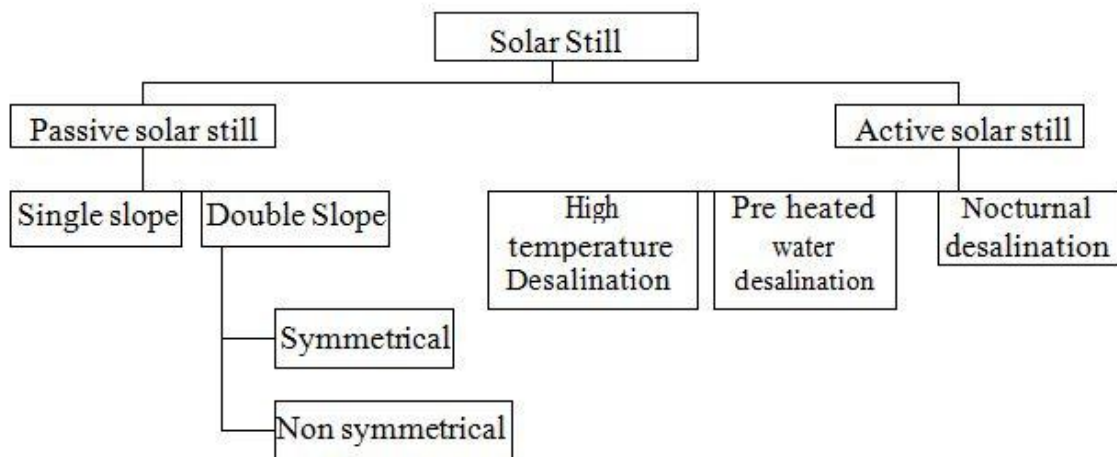 Solar Still
Passive solar still
Active solar still
Single slope
Double Slope
High
temperature
Desalination
Pre heated
water
desalination
Nocturnal
desalination
Symmetrical
Non symmetrical